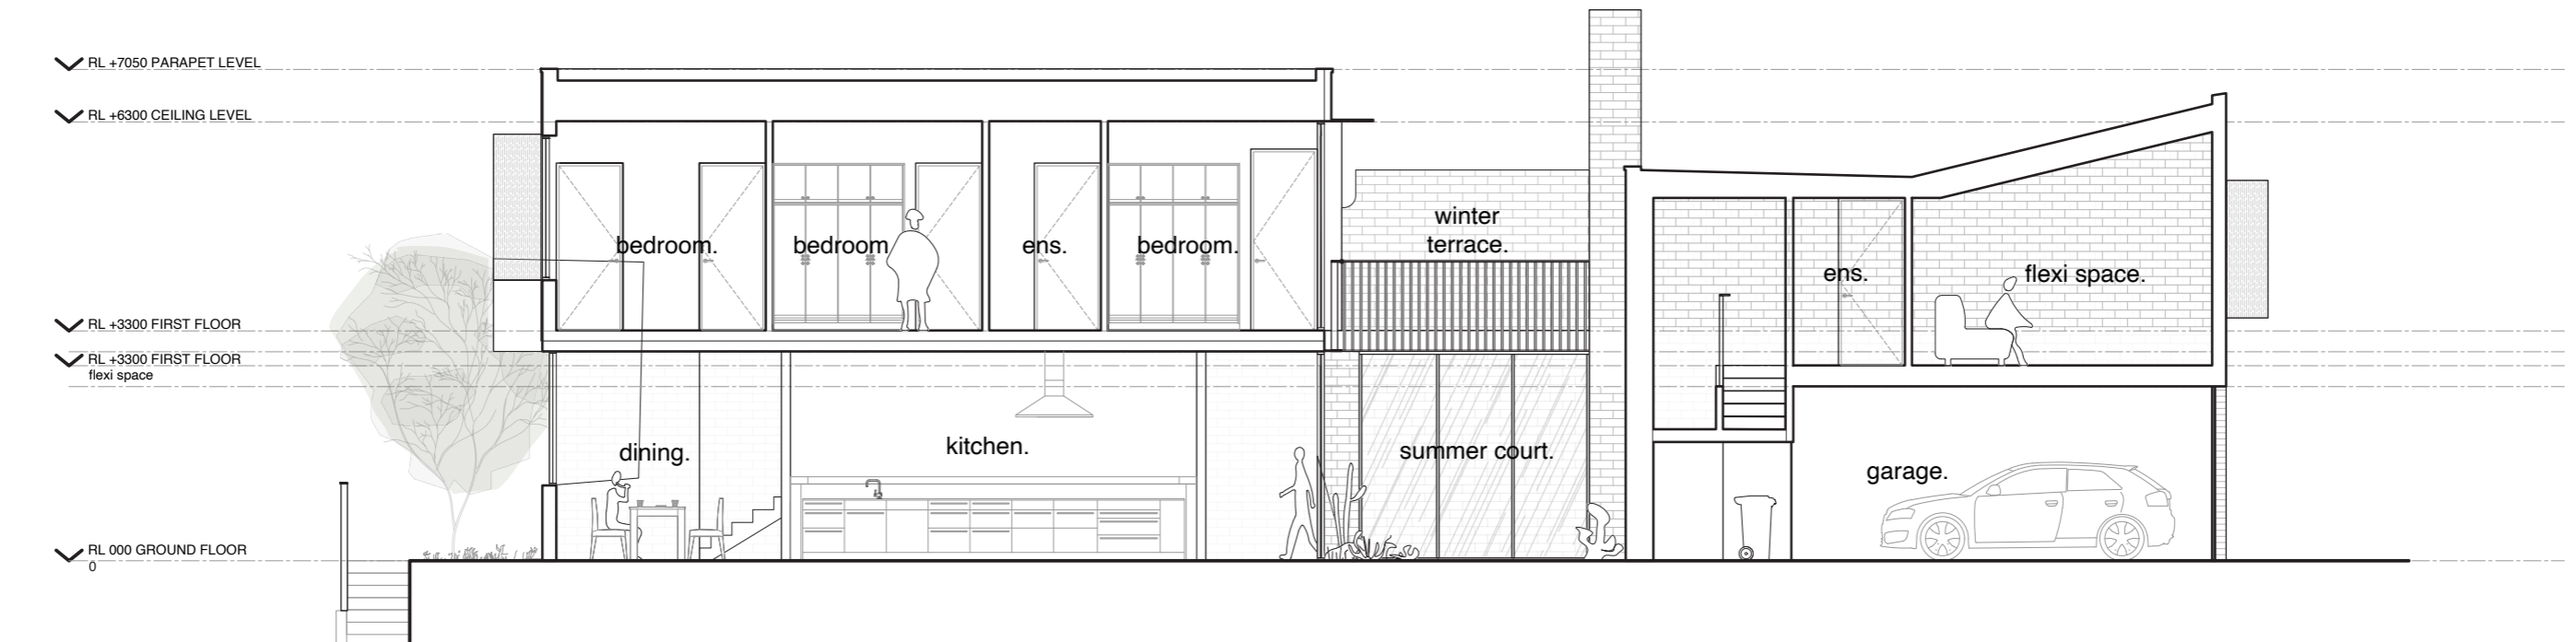 RL +7050 PARAPET LEVEL
RL +6300 CEILING LEVEL
winter
terrace.
bedroom.
bedroom
ens.
bedroom.
ens.
flexi space.
RL +3300 FIRST FLOOR
RL +3300 FIRST FLOOR
flexi space
dining.
kitchen.
summer court.
garage.
RL 000 GROUND FLOOR
0